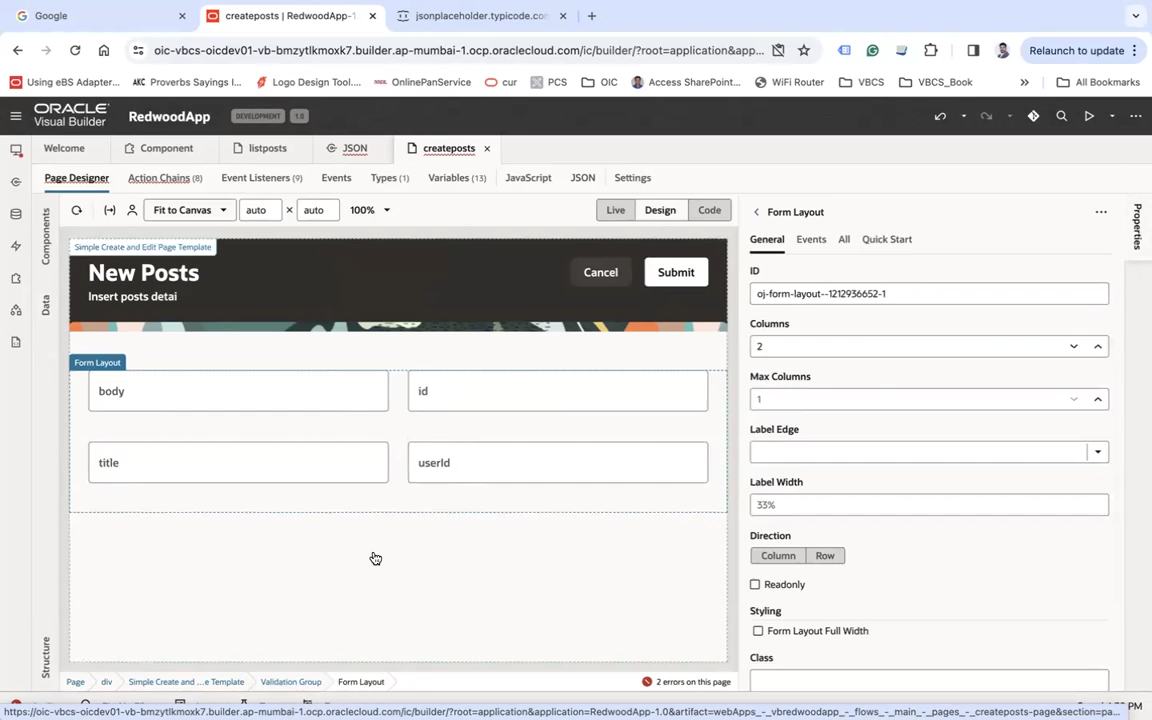 Google
createposts | RedwoodApp-1
jsonplaceholder.typicode.co
oic-vbcs-oicdev01-vb-bmzytlkmoxk7.builder.ap-mumbai-1.ocp.oraclecloud.com/ic/builder/?root=application&app...
Relaunch to update
Using eBS Adapter...
Proverbs Sayings I...
Logo Design Tool....
OnlinePanService
cur
PCS
OIC
Access SharePoint...
WiFi Router
VBCS
VBCS_Book
All Bookmarks
ORACLE
Visual Builder
RedwoodApp
DEVELOPMENT
1.0
Welcome
Component
listposts
JSON
createposts
Page Designer
Action Chains (8)
Event Listeners (9)
Events
Types (1)
Variables (13)
JavaScript
JSON
Settings
Components
Data
Structure
Fit to Canvas
auto × auto
100%
Live
Design
Code
Simple Create and Edit Page Template
New Posts
Insert posts detai
Cancel
Submit
Form Layout
body
id
title
userId
Page
div
Simple Create and ...e Template
Validation Group
Form Layout
2 errors on this page
Form Layout
Properties
General
Events
All
Quick Start
ID
oj-form-layout--1212936652-1
Columns
2
Max Columns
1
Label Edge
Label Width
33%
Direction
Column
Row
Readonly
Styling
Form Layout Full Width
Class
https://oic-vbcs-oicdev01-vb-bmzytlkmoxk7.builder.ap-mumbai-1.ocp.oraclecloud.com/ic/builder/?root=application&application=RedwoodApp-1.0&artifact=webApps_-_vbredwoodapp_-_flows_-_main_-_pages_-_createposts-page&section=pa...